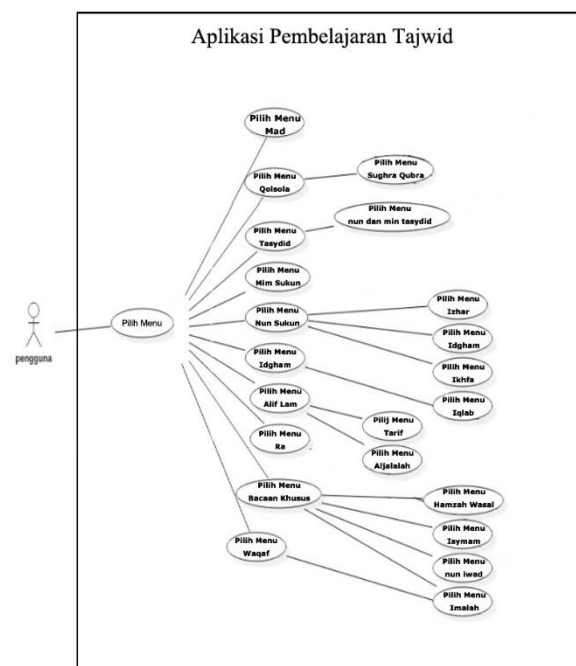 Aplikasi Pembelajaran Tajwid
Pilih Menu
Mad
Pilih Menu
Qolsola
Pilih Menu
Sughra Qubra
Pilih Menu
Tasydid
Pilih Menu
nun dan min tasydid
Pilih Menu
Mim Sukun
Pilih Menu
Nun Sukun
Pilih Menu
Izhar
Pilih Menu
Idgham
pengguna
Pilih Menu
Pilih Menu
Idgham
Pilih Menu
Ikhfa
Pilih Menu
Iqlab
Pilih Menu
Alif Lam
Pilij Menu
Tarif
Pilih Menu
Ra
Pilih Menu
Aljalalah
Pilih Menu
Bacaan Khusus
Pilih Menu
Hamzah Wasal
Pilih Menu
Isymam
Pilih Menu
Waqaf
Pilih Menu
nun iwad
Pilih Menu
Imalah